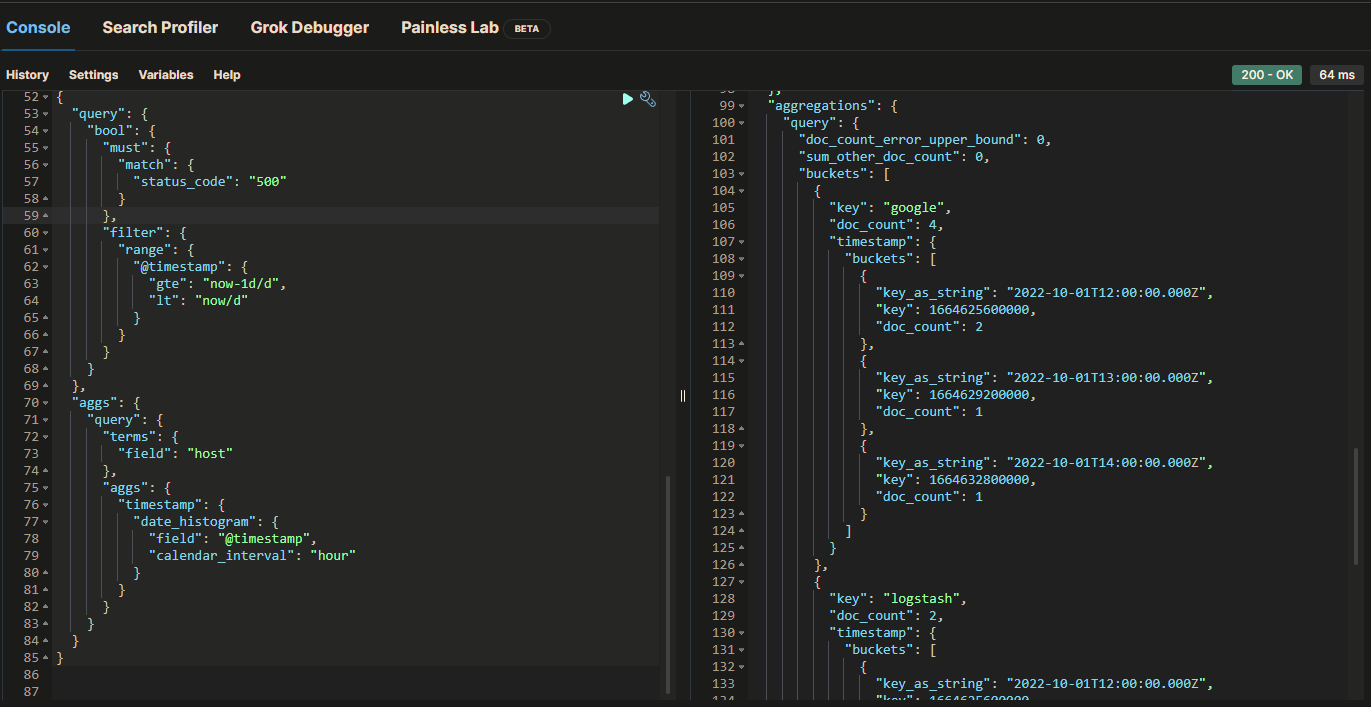 Console Search Profiler Grok Debugger Painless Lab BETA
History Settings Variables Help 200 - OK 64 ms
52 {
53 "query": {
54 "bool": {
55 "must": {
56 "match": {
57 "status_code": "500"
58 }
59 },
60 "filter": {
61 "range": {
62 "@timestamp": {
63 "gte": "now-1d/d",
64 "lt": "now/d"
65 }
66 }
67 }
68 }
69 },
70 "aggs": {
71 "query": {
72 "terms": {
73 "field": "host"
74 },
75 "aggs": {
76 "timestamp": {
77 "date_histogram": {
78 "field": "@timestamp",
79 "calendar_interval": "hour"
80 }
81 }
82 }
83 }
84 }
85 }
86
87
98 },
99 "aggregations": {
100 "query": {
101 "doc_count_error_upper_bound": 0,
102 "sum_other_doc_count": 0,
103 "buckets": [
104 {
105 "key": "google",
106 "doc_count": 4,
107 "timestamp": {
108 "buckets": [
109 {
110 "key_as_string": "2022-10-01T12:00:00.000Z",
111 "key": 1664625600000,
112 "doc_count": 2
113 },
114 {
115 "key_as_string": "2022-10-01T13:00:00.000Z",
116 "key": 1664629200000,
117 "doc_count": 1
118 },
119 {
120 "key_as_string": "2022-10-01T14:00:00.000Z",
121 "key": 1664632800000,
122 "doc_count": 1
123 }
124 ]
125 }
126 },
127 {
128 "key": "logstash",
129 "doc_count": 2,
130 "timestamp": {
131 "buckets": [
132 {
133 "key_as_string": "2022-10-01T12:00:00.000Z",
134 "key": 1664625600000